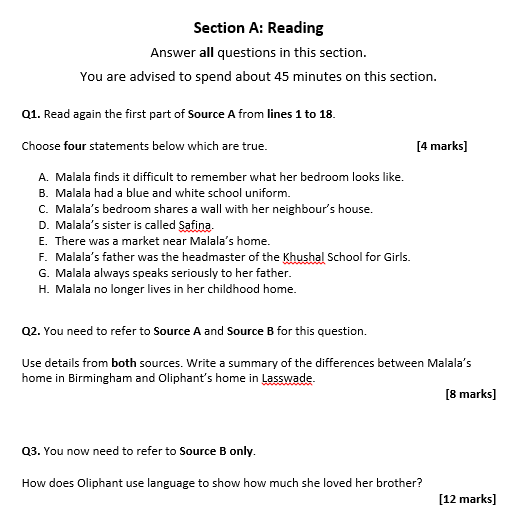 Section A: Reading
Answer all questions in this section.
You are advised to spend about 45 minutes on this section.
Q1. Read again the first part of Source A from lines 1 to 18.
Choose four statements below which are true. [4 marks]
A. Malala finds it difficult to remember what her bedroom looks like.
B. Malala had a blue and white school uniform.
C. Malala's bedroom shares a wall with her neighbour's house.
D. Malala's sister is called Safina.
E. There was a market near Malala's home.
F. Malala's father was the headmaster of the Khushal School for Girls.
G. Malala always speaks seriously to her father.
H. Malala no longer lives in her childhood home.
Q2. You need to refer to Source A and Source B for this question.
Use details from both sources. Write a summary of the differences between Malala's
home in Birmingham and Oliphant's home in Lasswade.
[8 marks]
Q3. You now need to refer to Source B only.
How does Oliphant use language to show how much she loved her brother?
[12 marks]